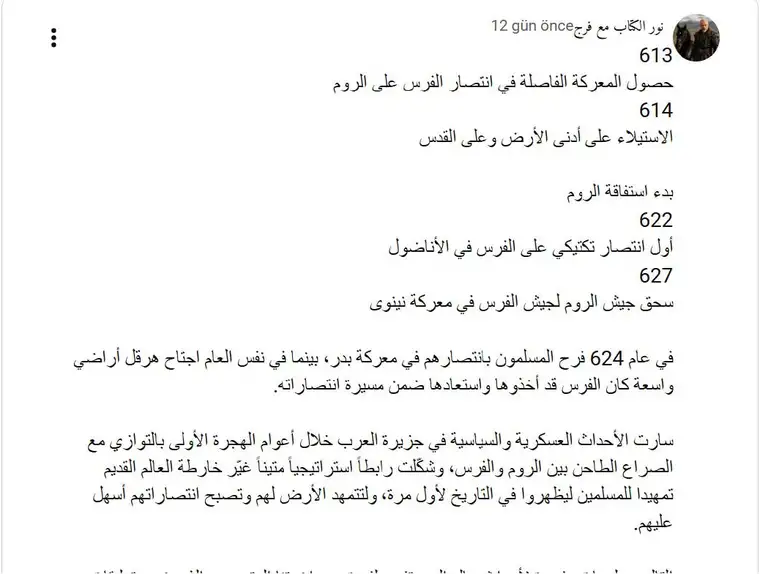 نور الكتاب مع فرج 12 gün önce
613
حصول المعركة الفاصلة في انتصار الفرس على الروم
614
الاستيلاء على أدنى الأرض وعلى القدس
بدء استفاقة الروم
622
أول انتصار تكتيكي على الفرس في الأناضول
627
سحق جيش الروم لجيش الفرس في معركة نينوى
في عام 624 فرح المسلمون بانتصارهم في معركة بدر، بينما في نفس العام اجتاح هرقل أراضي
واسعة كان الفرس قد أخذوها واستعادها ضمن مسيرة انتصاراته.
سارت الأحداث العسكرية والسياسية في جزيرة العرب خلال أعوام الهجرة الأولى بالتوازي مع
الصراع الطاحن بين الروم والفرس، وشكّلت رابطاً استراتيجياً متيناً غيّر خارطة العالم القديم
تمهيدا للمسلمين ليظهروا في التاريخ لأول مرة، ولتتمهد الأرض لهم وتصبح انتصاراتهم أسهل
عليهم.